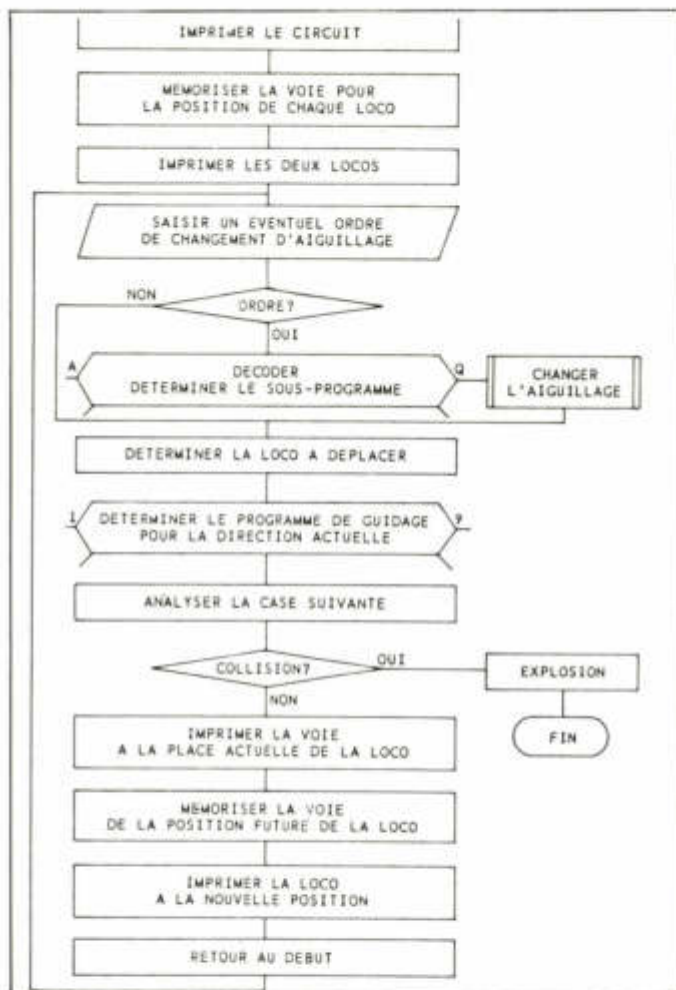 IMPRIMER LE CIRCUIT
MEMORISER LA VOIE POUR
LA POSITION DE CHAQUE LOCO
IMPRIMER LES DEUX LOCOS
SAISIR UN EVENTUEL ORDRE
DE CHANGEMENT D'AIGUILLAGE
NON
ORDRE?
OUI
A
DECODER
DETERMINER LE SOUS-PROGRAMME
Q
CHANGER
L'AIGUILLAGE
DETERMINER LA LOCO A DEPLACER
1
DETERMINER LE PROGRAMME DE GUIDAGE
POUR LA DIRECTION ACTUELLE
9
ANALYSER LA CASE SUIVANTE
COLLISION?
OUI
EXPLOSION
NON
FIN
IMPRIMER LA VOIE
A LA PLACE ACTUELLE DE LA LOCO
MEMORISER LA VOIE
DE LA POSITION FUTURE DE LA LOCO
IMPRIMER LA LOCO
A LA NOUVELLE POSITION
RETOUR AU DEBUT